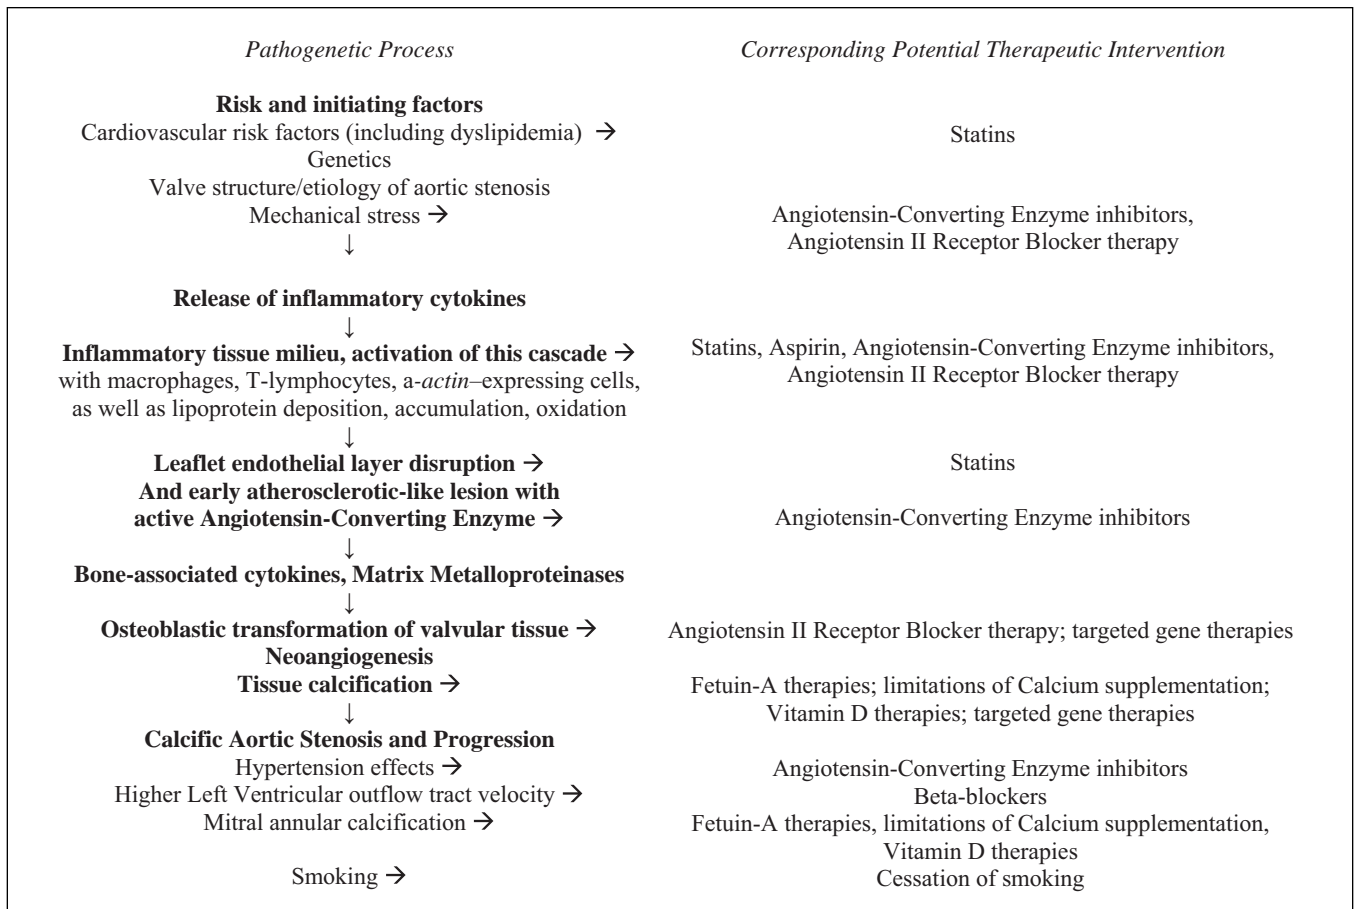 Pathogenetic Process Corresponding Potential Therapeutic Intervention
Risk and initiating factors
Cardiovascular risk factors (including dyslipidemia) → Statins
Genetics
Valve structure/etiology of aortic stenosis
Mechanical stress → Angiotensin-Converting Enzyme inhibitors,
↓ Angiotensin II Receptor Blocker therapy
Release of inflammatory cytokines
↓
Inflammatory tissue milieu, activation of this cascade → Statins, Aspirin, Angiotensin-Converting Enzyme inhibitors,
with macrophages, T-lymphocytes, a-actin–expressing cells, Angiotensin II Receptor Blocker therapy
as well as lipoprotein deposition, accumulation, oxidation
↓
Leaflet endothelial layer disruption → Statins
And early atherosclerotic-like lesion with
active Angiotensin-Converting Enzyme → Angiotensin-Converting Enzyme inhibitors
↓
Bone-associated cytokines, Matrix Metalloproteinases
↓
Osteoblastic transformation of valvular tissue → Angiotensin II Receptor Blocker therapy; targeted gene therapies
Neoangiogenesis
Tissue calcification → Fetuin-A therapies; limitations of Calcium supplementation;
↓ Vitamin D therapies; targeted gene therapies
Calcific Aortic Stenosis and Progression
Hypertension effects → Angiotensin-Converting Enzyme inhibitors
Higher Left Ventricular outflow tract velocity → Beta-blockers
Mitral annular calcification → Fetuin-A therapies, limitations of Calcium supplementation,
Vitamin D therapies
Smoking → Cessation of smoking